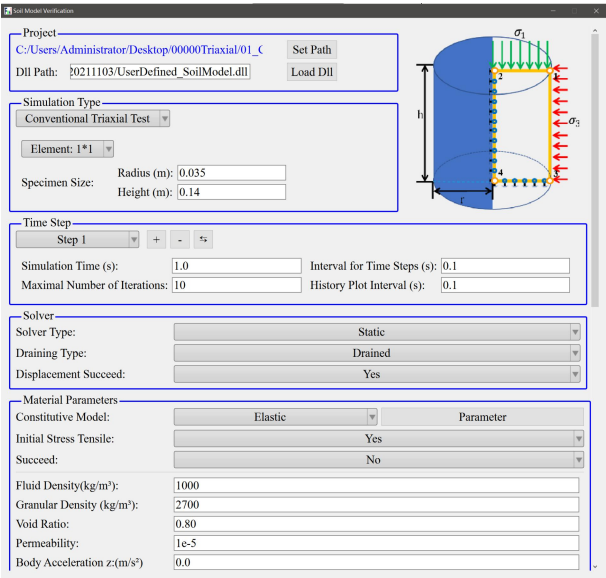 Soil Model Verification
Project
C:/Users/Administrator/Desktop/00000Triaxial/01_C
Set Path
Dll Path:
20211103/UserDefined_SoilModel.dll
Load Dll
Simulation Type
Conventional Triaxial Test
Element: 1*1
Specimen Size:
Radius (m):
0.035
Height (m):
0.14
σ1
2
1
h
σ3
4
3
r
Time Step
Step 1
+
-
⇆
Simulation Time (s):
1.0
Interval for Time Steps (s):
0.1
Maximal Number of Iterations:
10
History Plot Interval (s):
0.1
Solver
Solver Type:
Static
Draining Type:
Drained
Displacement Succeed:
Yes
Material Parameters
Constitutive Model:
Elastic
Parameter
Initial Stress Tensile:
Yes
Succeed:
No
Fluid Density(kg/m³):
1000
Granular Density (kg/m³):
2700
Void Ratio:
0.80
Permeability:
1e-5
Body Acceleration z:(m/s²)
0.0